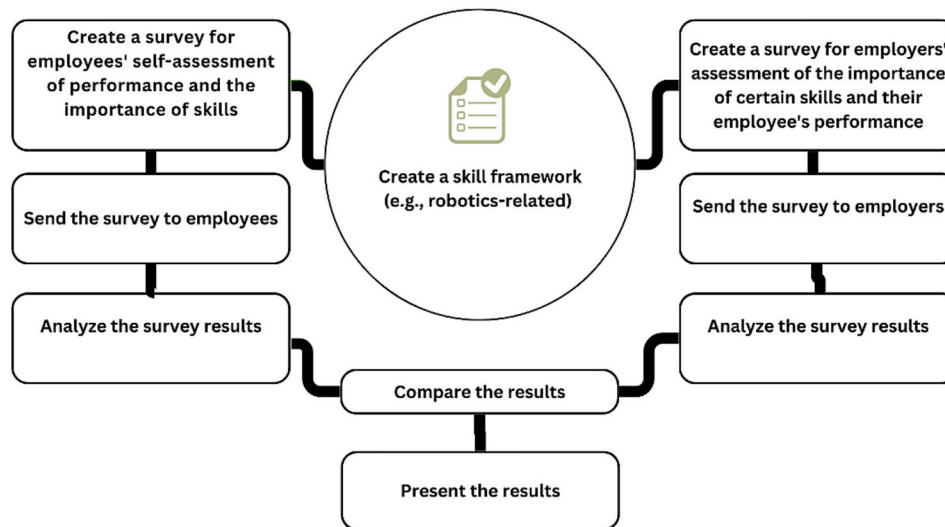 Create a survey for
employees' self-assessment
of performance and the
importance of skills
Send the survey to employees
Analyze the survey results
Create a skill framework
(e.g., robotics-related)
Create a survey for employers'
assessment of the importance
of certain skills and their
employee's performance
Send the survey to employers
Analyze the survey results
Compare the results
Present the results